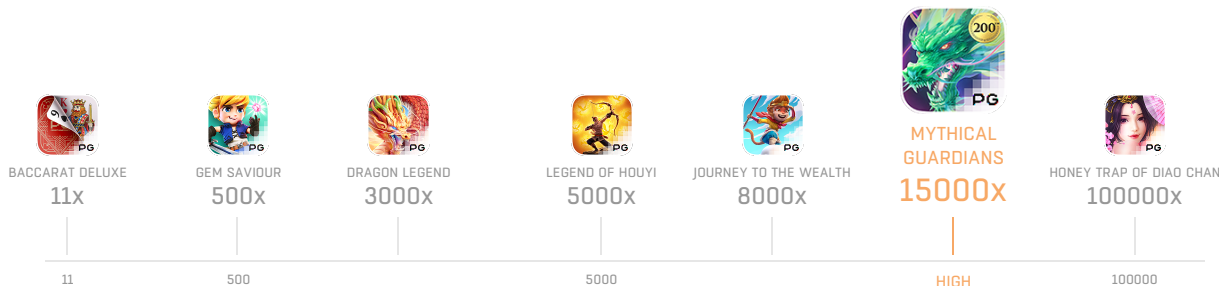 200
PG
PG
PG
PG
PG
PG
PG
BACCARAT DELUXE
11x
GEM SAVIOUR
500x
DRAGON LEGEND
3000x
LEGEND OF HOUYI
5000x
JOURNEY TO THE WEALTH
8000x
MYTHICAL
GUARDIANS
15000x
HONEY TRAP OF DIAO CHAN
100000x
11
500
5000
HIGH
100000